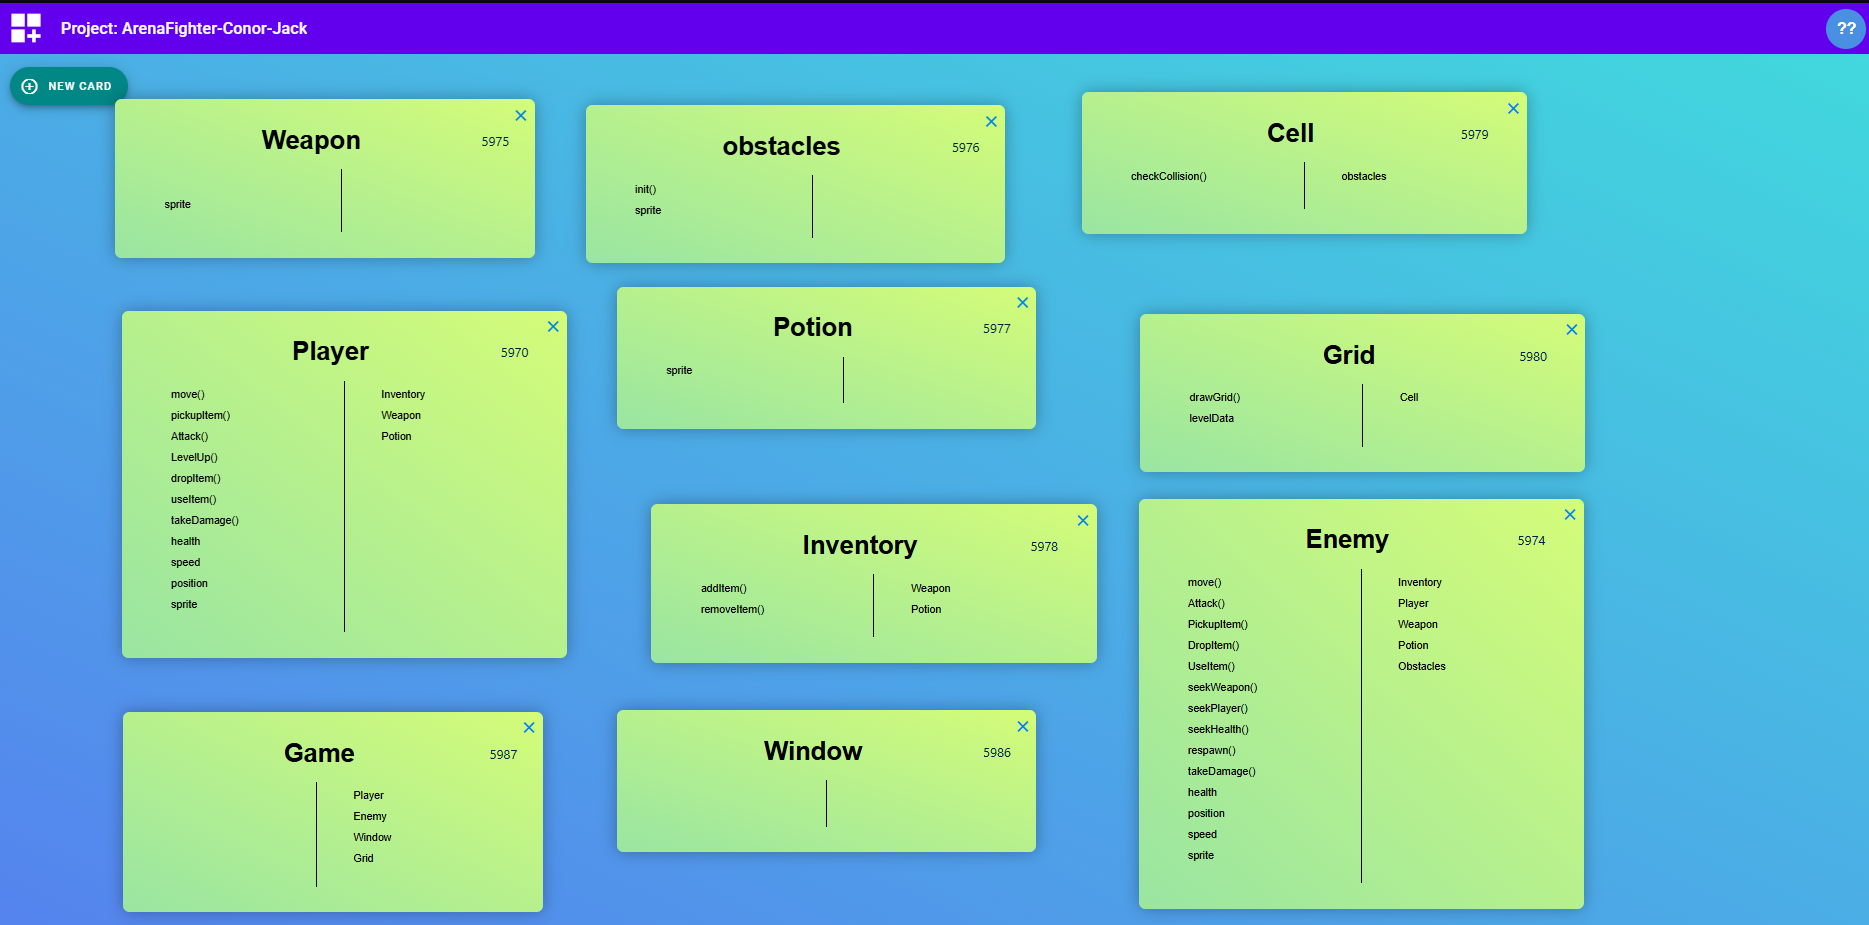 Project: ArenaFighter-Conor-Jack
??
NEW CARD
Weapon
5975
sprite
obstacles
5976
init()
sprite
Cell
5979
checkCollision()
obstacles
Player
5970
move()
pickupItem()
Attack()
LevelUp()
dropItem()
useItem()
takeDamage()
health
speed
position
sprite
Inventory
Weapon
Potion
Potion
5977
sprite
Grid
5980
drawGrid()
levelData
Cell
Inventory
5978
addItem()
removeItem()
Weapon
Potion
Enemy
5974
move()
Attack()
PickupItem()
DropItem()
UseItem()
seekWeapon()
seekPlayer()
seekHealth()
respawn()
takeDamage()
health
position
speed
sprite
Inventory
Player
Weapon
Potion
Obstacles
Game
5987
Player
Enemy
Window
Grid
Window
5986